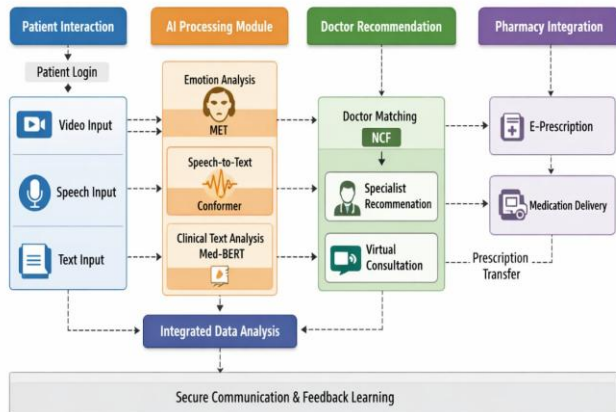 Patient Interaction
AI Processing Module
Doctor Recommendation
Pharmacy Integration
Patient Login
Video Input
Speech Input
Text Input
Emotion Analysis
MET
Speech-to-Text
Conformer
Clinical Text Analysis
Med-BERT
Doctor Matching
NCF
Specialist
Recommenation
Virtual
Consultation
E-Prescription
Medication Delivery
Prescription
Transfer
Integrated Data Analysis
Secure Communication & Feedback Learning